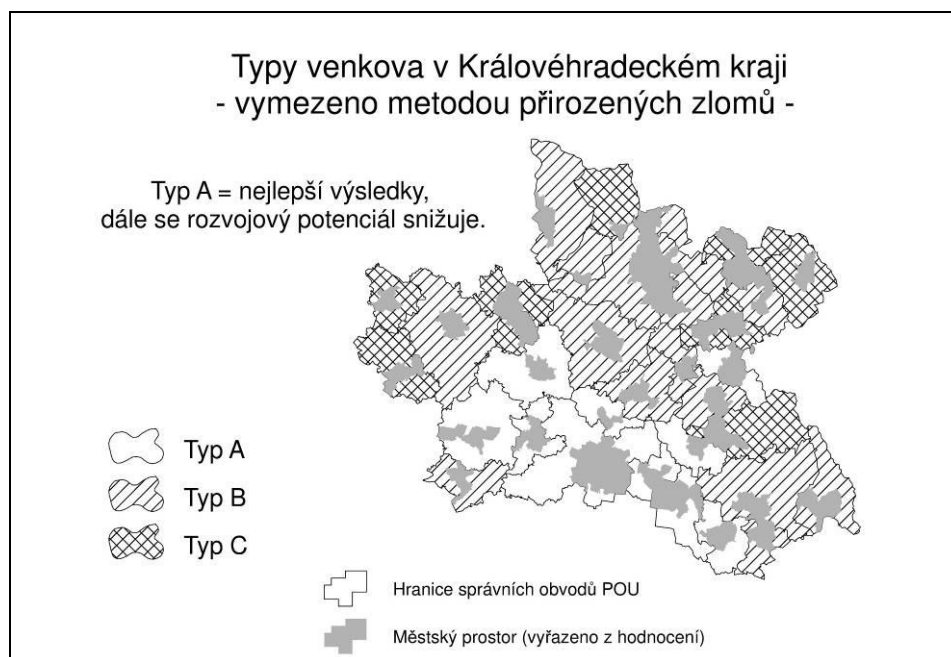 Typy venkova v Královéhradeckém kraji
- vymezeno metodou přirozených zlomů -
Typ A = nejlepší výsledky,
dále se rozvojový potenciál snižuje.
Typ A
Typ B
Typ C
Hranice správních obvodů POU
Městský prostor (vyřazeno z hodnocení)